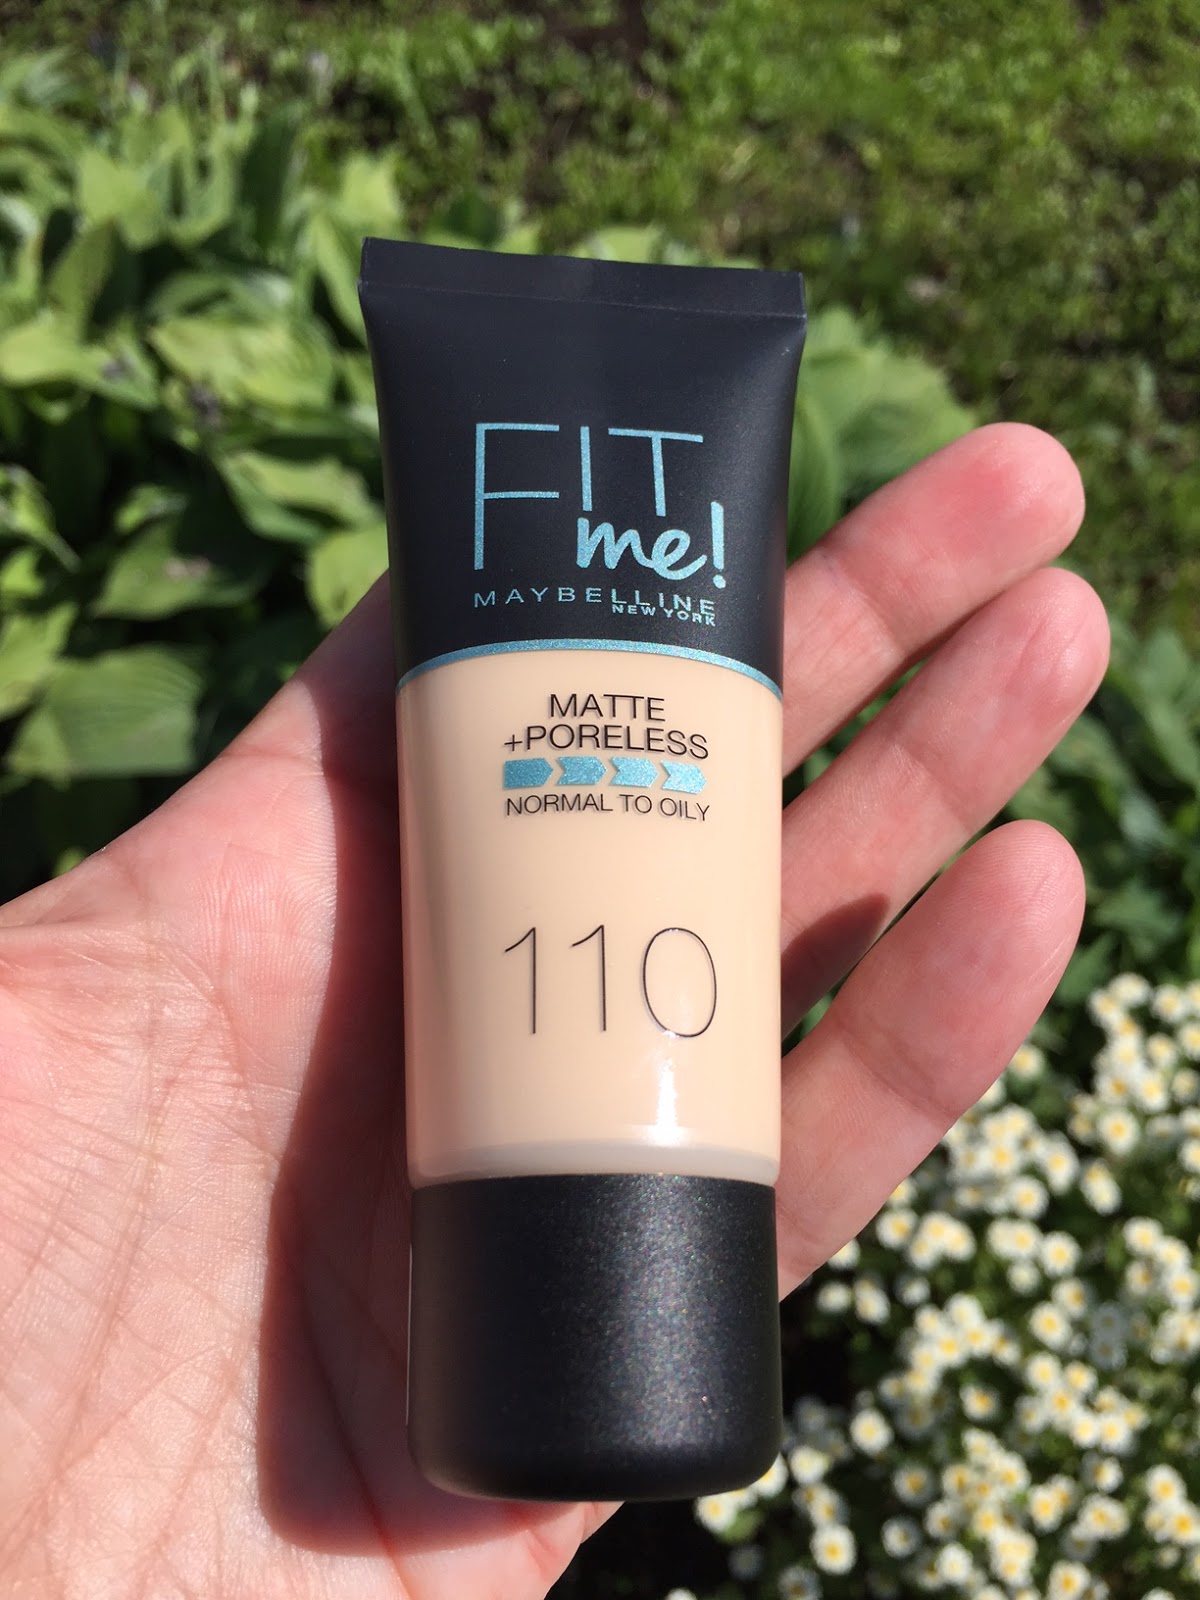 FIT
me!
MAYBELLINE
NEW YORK
MATTE
+PORELESS
NORMAL TO OILY
110